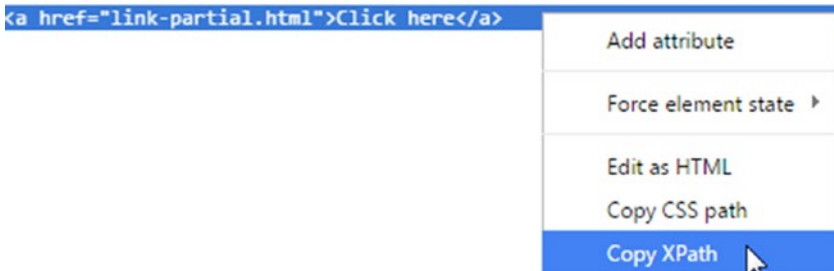 <a href="link-partial.html">Click here</a>
Add attribute
Force element state
Edit as HTML
Copy CSS path
Copy XPath